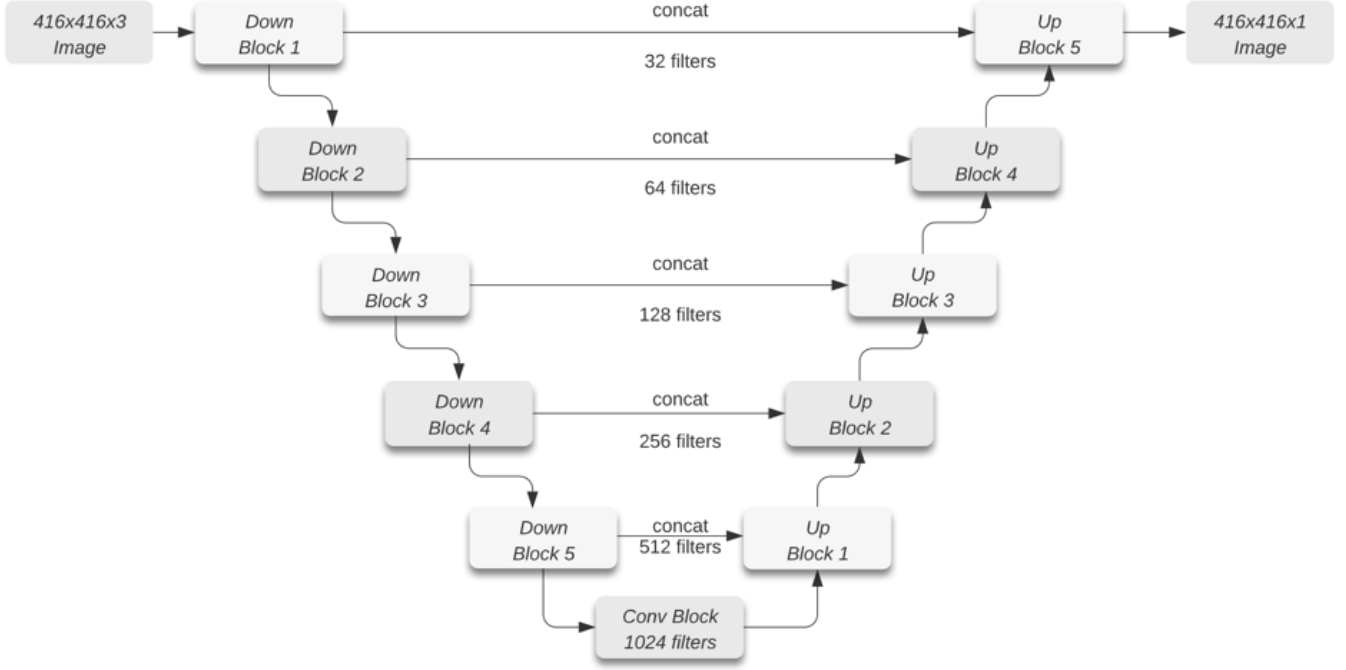 416x416x3
Image
Down
Block 1
concat
32 filters
Up
Block 5
416x416x1
Image
Down
Block 2
concat
64 filters
Up
Block 4
Down
Block 3
concat
128 filters
Up
Block 3
Down
Block 4
concat
256 filters
Up
Block 2
Down
Block 5
concat
512 filters
Up
Block 1
Conv Block
1024 filters